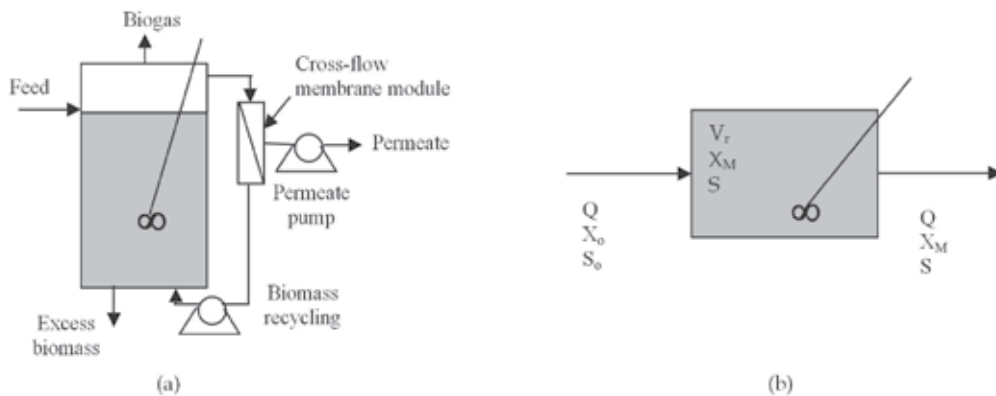 Biogas
Feed
Cross-flow
membrane module
Permeate
Permeate
pump
Biomass
recycling
Excess
biomass
(a)
V_r
X_M
S
Q
X_o
S_o
Q
X_M
S
(b)